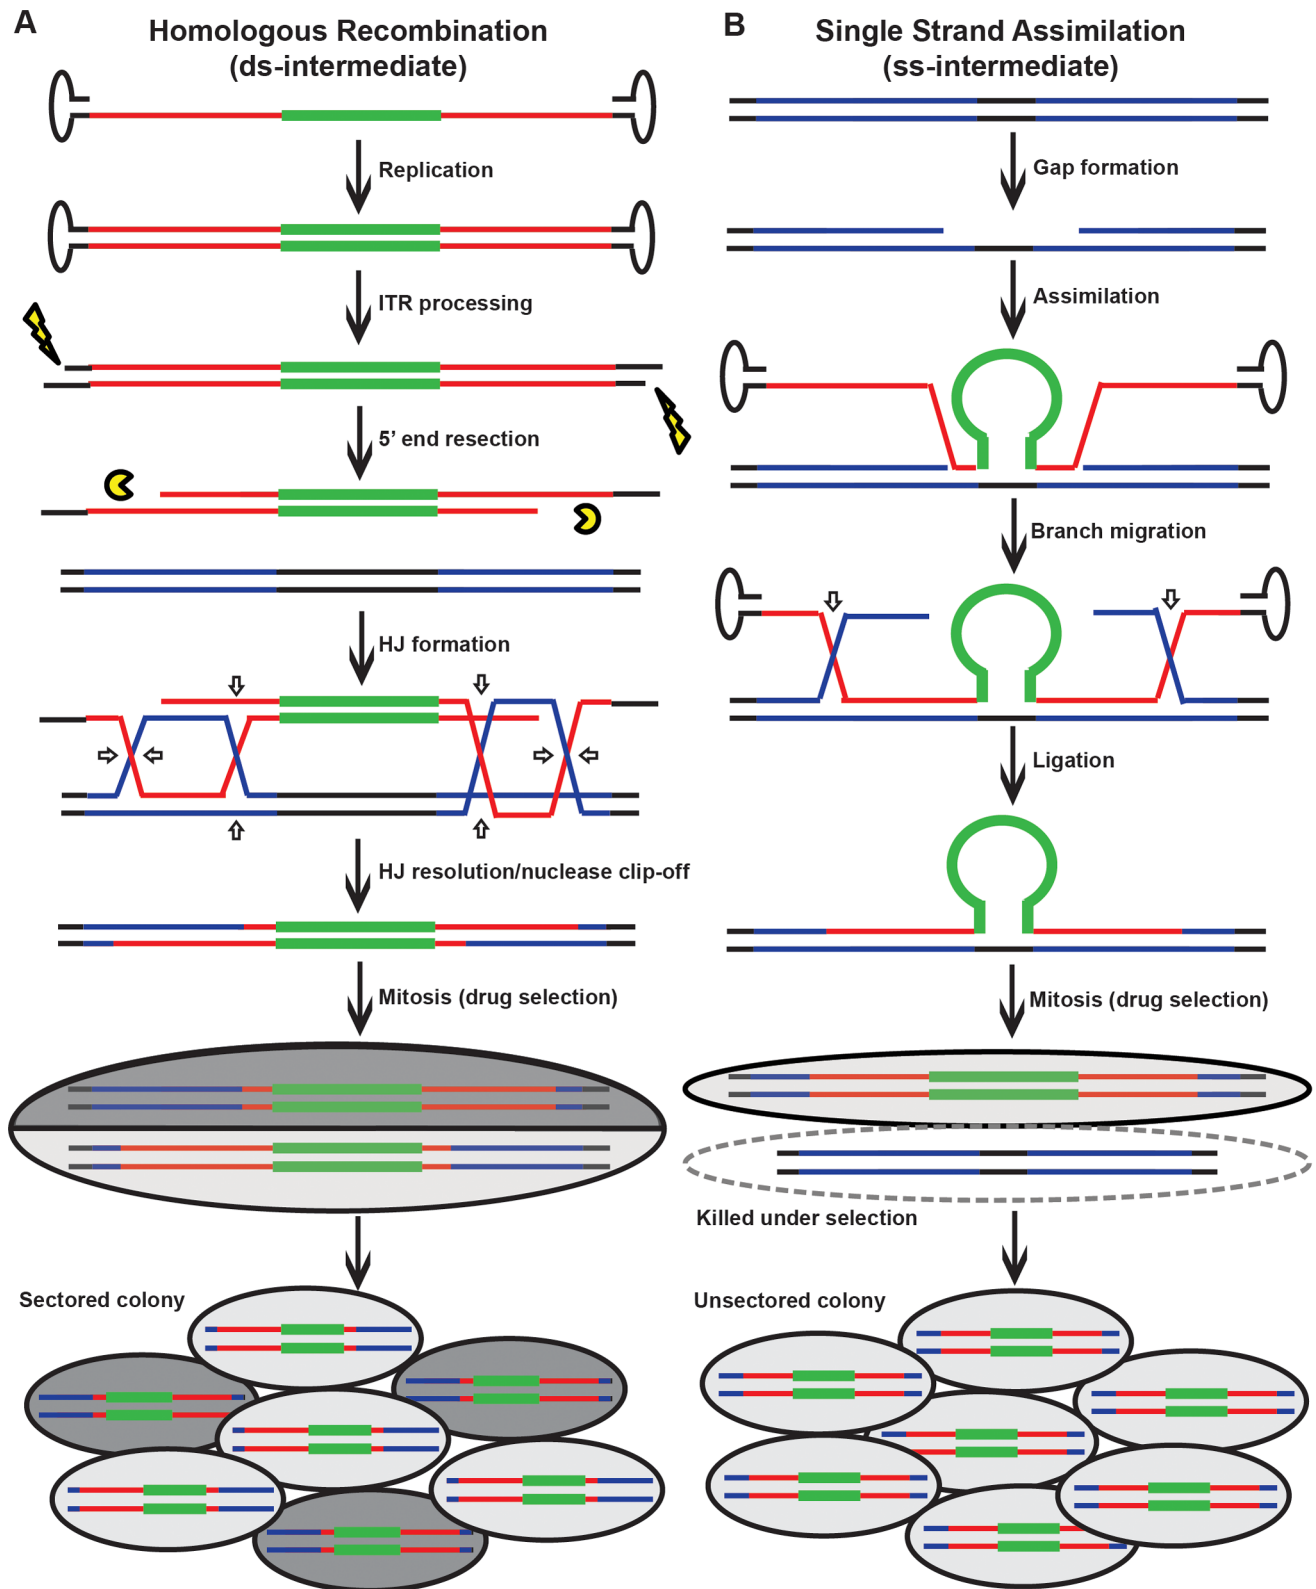 A
Homologous Recombination
(ds-intermediate)
Replication
ITR processing
5’ end resection
HJ formation
HJ resolution/nuclease clip-off
Mitosis (drug selection)
Sectored colony
B
Single Strand Assimilation
(ss-intermediate)
Gap formation
Assimilation
Branch migration
Ligation
Mitosis (drug selection)
Killed under selection
Unsectored colony